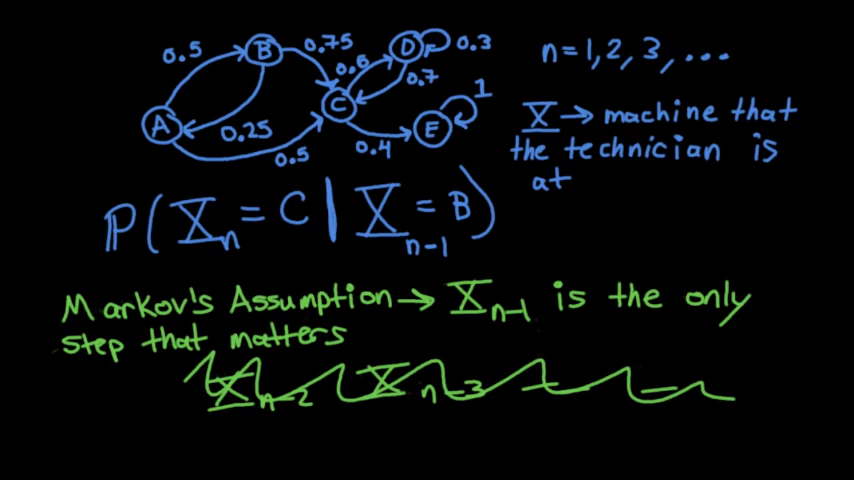 0.5 B 0.75 D 0.3
0.6
0.7
n=1,2,3,...
A 0.25 C E 1
0.5 0.4
X → machine that
the technician is
at
P(Xn = C | Xn-1 = B)
Markov's Assumption → Xn-1 is the only
step that matters
Xn-2 Xn-3